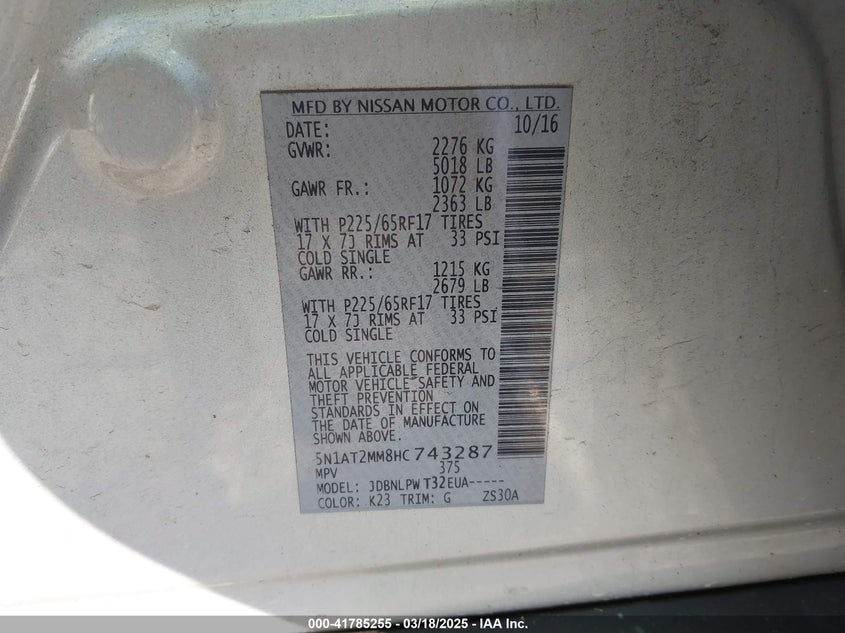 MFD BY NISSAN MOTOR CO., LTD.
DATE: 10/16
GVWR: 2276 KG
5018 LB
GAWR FR.: 1072 KG
2363 LB
WITH P225/65RF17 TIRES
17 X 7J RIMS AT 33 PSI
COLD SINGLE
GAWR RR.: 1215 KG
2679 LB
WITH P225/65RF17 TIRES
17 X 7J RIMS AT 33 PSI
COLD SINGLE
THIS VEHICLE CONFORMS TO
ALL APPLICABLE FEDERAL
MOTOR VEHICLE SAFETY AND
THEFT PREVENTION
STANDARDS IN EFFECT ON
THE DATE OF MANUFACTURE
SHOWN ABOVE.
5N1AT2MM8HC 743287
MPV 375
MODEL: JDBNLPW T32EUA-----
COLOR: K23 TRIM: G ZS30A
000-41785255 — 03/18/2025 — IAA Inc.